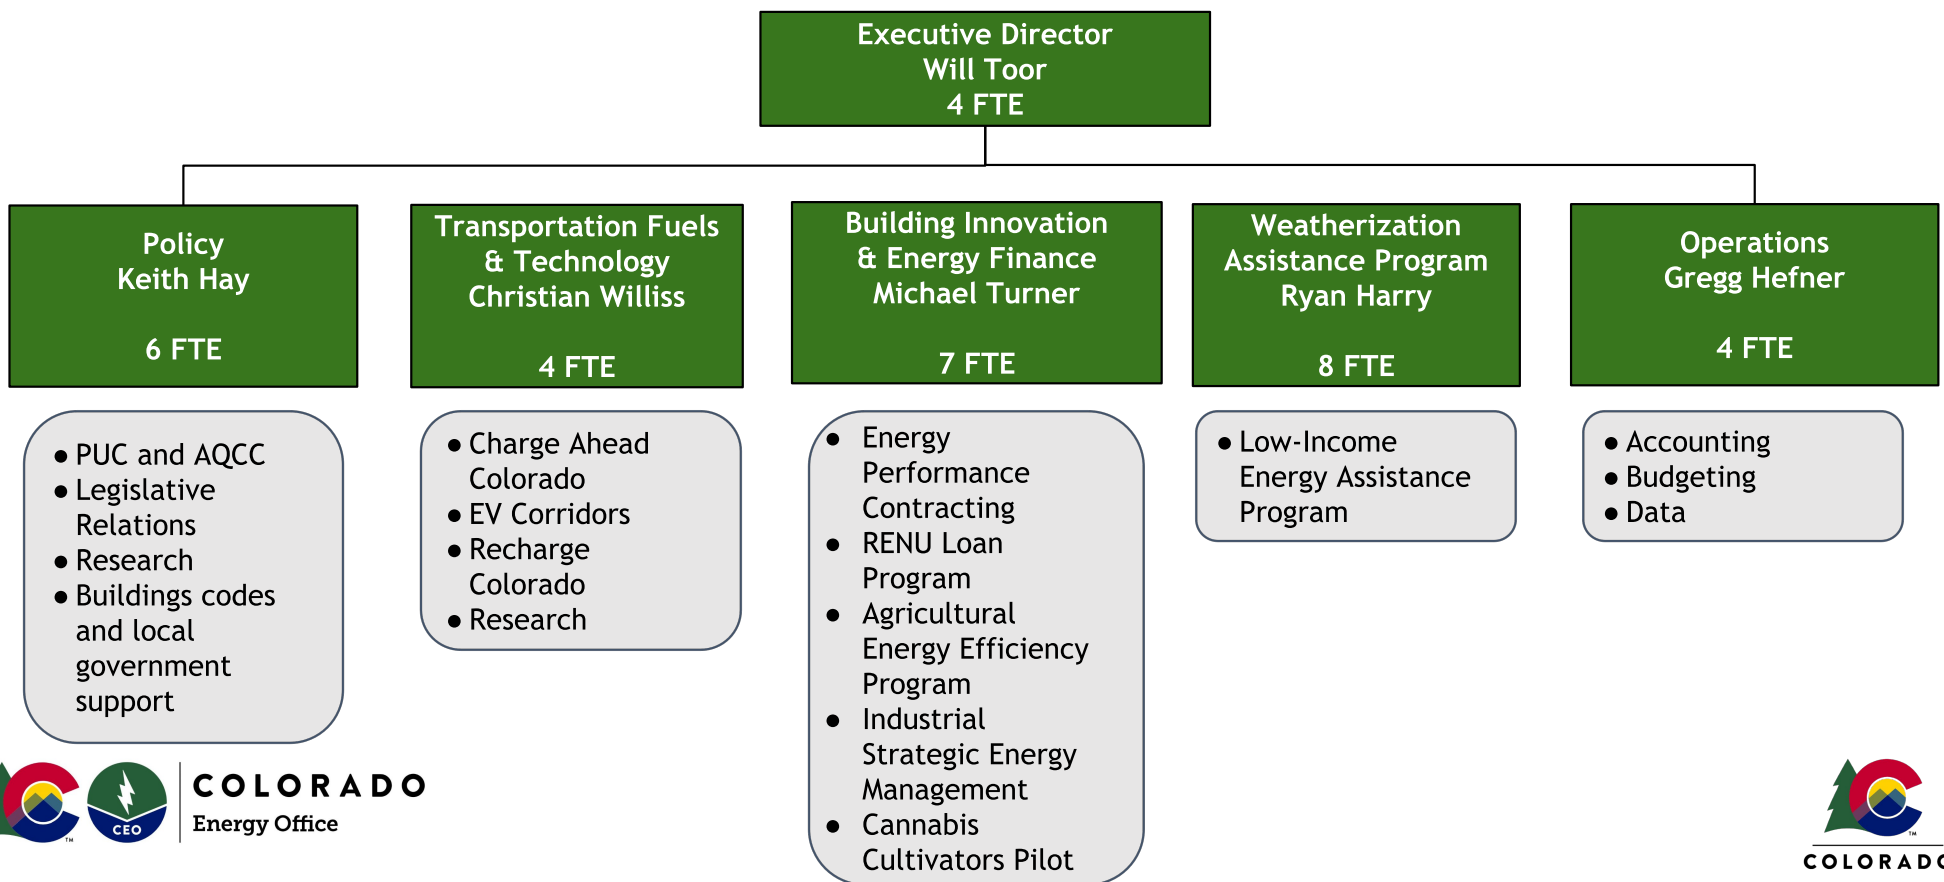 Executive Director
Will Toor
4 FTE
Policy
Keith Hay
6 FTE
Transportation Fuels
& Technology
Christian Williss
4 FTE
Building Innovation
& Energy Finance
Michael Turner
7 FTE
Weatherization
Assistance Program
Ryan Harry
8 FTE
Operations
Gregg Hefner
4 FTE
● PUC and AQCC
● Legislative
Relations
● Research
● Buildings codes
and local
government
support
● Charge Ahead
Colorado
● EV Corridors
● Recharge
Colorado
● Research
● Energy
Performance
Contracting
● RENU Loan
Program
● Agricultural
Energy Efficiency
Program
● Industrial
Strategic Energy
Management
● Cannabis
Cultivators Pilot
● Low-Income
Energy Assistance
Program
● Accounting
● Budgeting
● Data
CEO
TM
COLORADO
Energy Office
TM
COLORADO